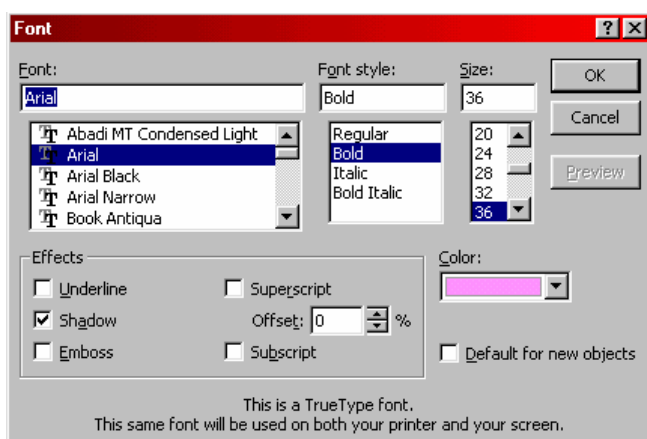 Font
Font:
Font style:
Size:
Arial
Bold
36
OK
Cancel
Preview
Abadi MT Condensed Light
Arial
Arial Black
Arial Narrow
Book Antiqua
Regular
Bold
Italic
Bold Italic
20
24
28
32
36
Effects
Underline
Shadow
Emboss
Superscript
Offset: 0 %
Subscript
Color:
Default for new objects
This is a TrueType font.
This same font will be used on both your printer and your screen.